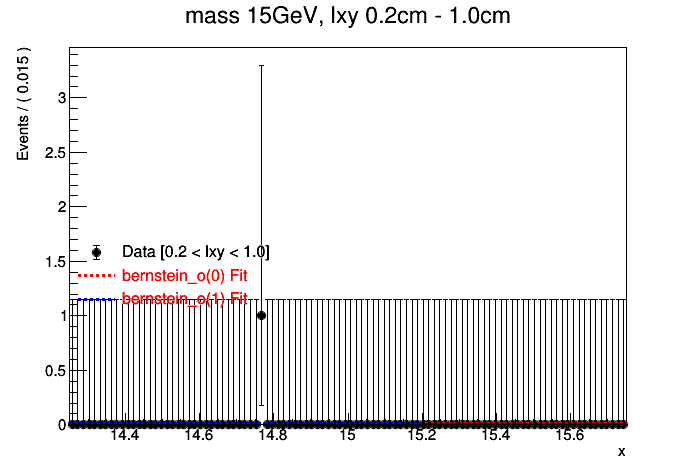 mass 15GeV, lxy 0.2cm - 1.0cm
Events / ( 0.015 )
3
2.5
2
1.5
1
0.5
0
Data [0.2 < lxy < 1.0]
bernstein_o(0) Fit
bernstein_o(1) Fit
14.4 14.6 14.8 15 15.2 15.4 15.6
x